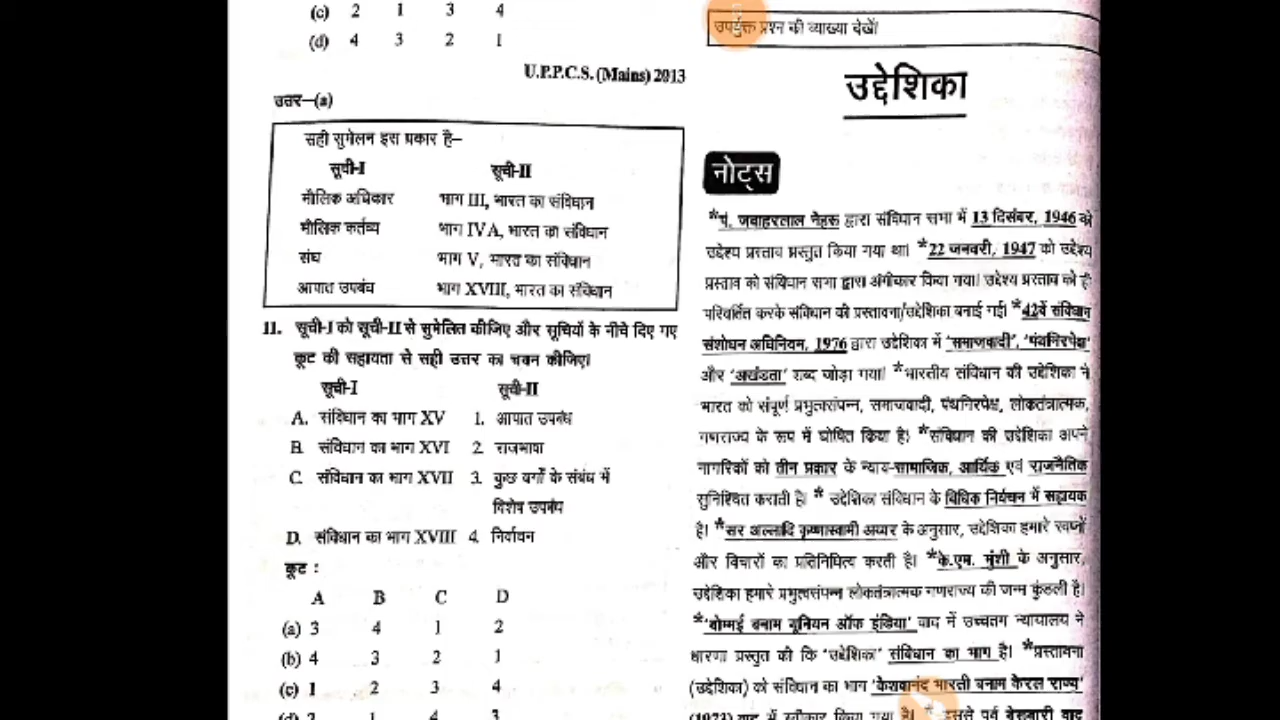 (c) 2 1 3 4
(d) 4 3 2 1
U.P.P.C.S. (Mains) 2013
उत्तर–(a)
सही सुमेलन इस प्रकार है–
सूची-I सूची-II
मौलिक अधिकार भाग III, भारत का संविधान
मौलिक कर्तव्य भाग IVA, भारत का संविधान
संघ भाग V, भारत का संविधान
आपात उपबंध भाग XVIII, भारत का संविधान
11. सूची-I को सूची-II से सुमेलित कीजिए और सूचियों के नीचे दिए गए
कूट की सहायता से सही उत्तर का चयन कीजिए।
सूची-I सूची-II
A. संविधान का भाग XV 1. आपात उपबंध
B. संविधान का भाग XVI 2. राजभाषा
C. संविधान का भाग XVII 3. कुछ वर्गों के संबंध में
विशेष उपबंध
D. संविधान का भाग XVIII 4. निर्वाचन
कूट :
A B C D
(a) 3 4 1 2
(b) 4 3 2 1
(c) 1 2 3 4
(d) 2 1 4 3
उपर्युक्त प्रश्न की व्याख्या देखें।
उद्देशिका
नोट्स
*पं. जवाहरलाल नेहरू द्वारा संविधान सभा में 13 दिसंबर, 1946 को
उद्देश्य प्रस्ताव प्रस्तुत किया गया था। *22 जनवरी, 1947 को उद्देश्य
प्रस्ताव को संविधान सभा द्वारा अंगीकार किया गया। उद्देश्य प्रस्ताव को ही
परिवर्तित करके संविधान की प्रस्तावना/उद्देशिका बनाई गई। *42वें संविधान
संशोधन अधिनियम, 1976 द्वारा उद्देशिका में 'समाजवादी', 'पंथनिरपेक्ष'
और 'अखंडता' शब्द जोड़ा गया। *भारतीय संविधान की उद्देशिका ने
भारत को संपूर्ण प्रभुत्वसंपन्न, समाजवादी, पंथनिरपेक्ष, लोकतंत्रात्मक,
गणराज्य के रूप में घोषित किया है। *संविधान की उद्देशिका अपने
नागरिकों को तीन प्रकार के न्याय-सामाजिक, आर्थिक एवं राजनैतिक
सुनिश्चित कराती है। * उद्देशिका संविधान के विधिक निर्वचन में सहायक
है। *सर अल्लादि कृष्णास्वामी अय्यर के अनुसार, उद्देशिका हमारे स्वप्नों
और विचारों का प्रतिनिधित्व करती है। *के.एम. मुंशी के अनुसार,
उद्देशिका हमारे प्रभुत्वसंपन्न लोकतंत्रात्मक गणराज्य की जन्म कुंडली है।
*'बोम्मई बनाम यूनियन ऑफ इंडिया' वाद में उच्चतम न्यायालय ने
धारणा प्रस्तुत की कि 'उद्देशिका' संविधान का भाग है। *प्रस्तावना
(उद्देशिका) को संविधान का भाग 'केशवानंद भारती बनाम केरल राज्य'
(1973) वाद में स्वीकार किया गया है। * इससे पूर्व बेरुबारी वाद